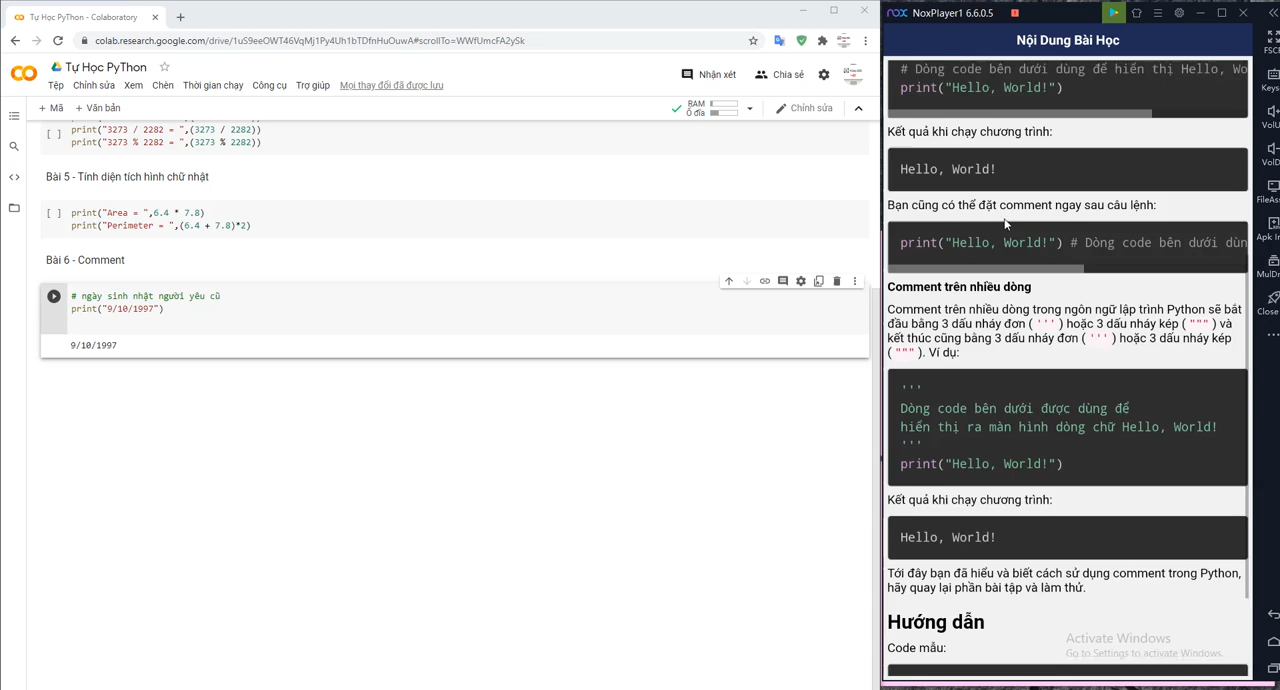 Tự Học PyThon - Colaboratory
colab.research.google.com/drive/1uS9eeOWT46VqMj1Py4Uh1bTDfnHuOuwA#scrollTo=WWfUmcFA2ySk
Tự Học PyThon
Nhận xét
Chia sẻ
Tệp Chỉnh sửa Xem Chèn Thời gian chạy Công cụ Trợ giúp Mọi thay đổi đã được lưu
+ Mã + Văn bản
RAM
Ổ đĩa
Chỉnh sửa
[ ] print("3273 / 2282 = ",(3273 / 2282))
print("3273 % 2282 = ",(3273 % 2282))
Bài 5 - Tính diện tích hình chữ nhật
[ ] print("Area = ",6.4 * 7.8)
print("Perimeter = ",(6.4 + 7.8)*2)
Bài 6 - Comment
# ngày sinh nhật người yêu cũ
print("9/10/1997")
9/10/1997
nox NoxPlayer1 6.6.0.5
Nội Dung Bài Học
# Dòng code bên dưới dùng để hiển thị Hello, Wo
print("Hello, World!")
Kết quả khi chạy chương trình:
Hello, World!
Bạn cũng có thể đặt comment ngay sau câu lệnh:
print("Hello, World!") # Dòng code bên dưới dùn
Comment trên nhiều dòng
Comment trên nhiều dòng trong ngôn ngữ lập trình Python sẽ bắt
đầu bằng 3 dấu nháy đơn ( ''' ) hoặc 3 dấu nháy kép ( """ ) và
kết thúc cũng bằng 3 dấu nháy đơn ( ''' ) hoặc 3 dấu nháy kép
( """ ). Ví dụ:
'''
Dòng code bên dưới được dùng để
hiển thị ra màn hình dòng chữ Hello, World!
'''
print("Hello, World!")
Kết quả khi chạy chương trình:
Hello, World!
Tới đây bạn đã hiểu và biết cách sử dụng comment trong Python,
hãy quay lại phần bài tập và làm thử.
Hướng dẫn
Code mẫu:
Activate Windows
Go to Settings to activate Windows.
FSCR
Keys
VolU
VolD
FileAss
Apk In
MulDr
Close